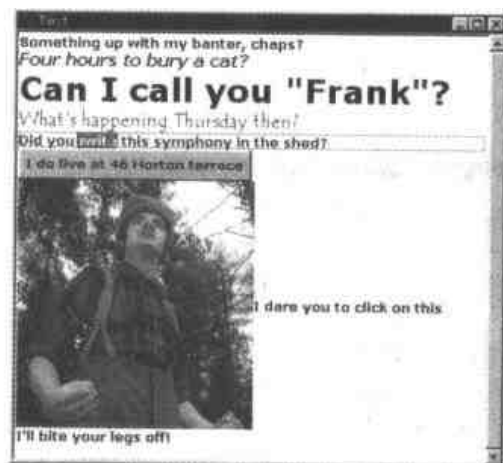 Test
Something up with my banter, chaps?
Four hours to bury a cat?
Can I call you "Frank"?
What's happening Thursday then?
Did you write this symphony in the shed?
I do live at 46 Horton terrace
I dare you to click on this
I'll bite your legs off!